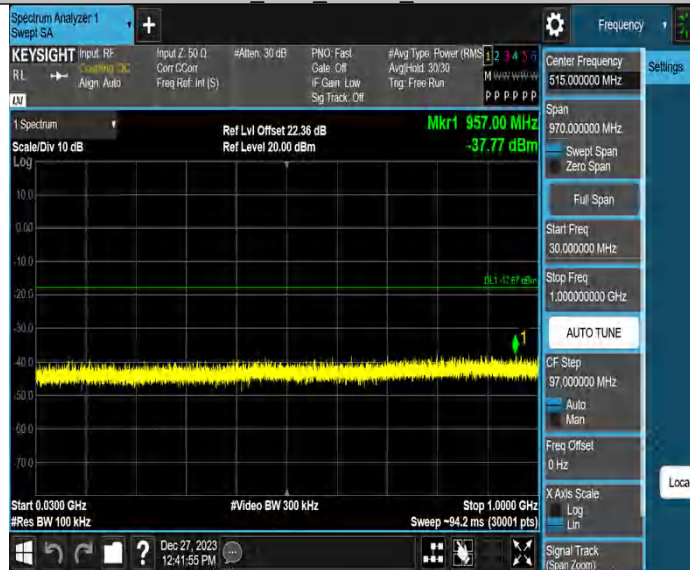 Spectrum Analyzer 1
Swept SA
Frequency
KEYSIGHT
RL
Input: RF
Coupling: DC
Align: Auto
Input Z: 50 Ω
Corr CCorr
Freq Ref: Int (S)
#Atten: 30 dB
PNO: Fast
Gate: Off
IF Gain: Low
Sig Track: Off
#Avg Type: Power (RMS
Avg|Hold: 30/30
Trig: Free Run
1 2 3 4 5 6
M W W W W W
P P P P P P
LXI
1 Spectrum
Scale/Div 10 dB
Log
Ref Lvl Offset 22.36 dB
Ref Level 20.00 dBm
Mkr1 957.00 MHz
-37.77 dBm
10.0
0.00
DL1 -17.67 dBm
-20.0
-30.0
1
-40.0
-50.0
-60.0
-70.0
Start 0.0300 GHz
#Res BW 100 kHz
#Video BW 300 kHz
Stop 1.0000 GHz
Sweep ~94.2 ms (30001 pts)
?
Dec 27, 2023
12:41:55 PM
Center Frequency
515.000000 MHz
Settings
Span
970.000000 MHz
Swept Span
Zero Span
Full Span
Start Freq
30.000000 MHz
Stop Freq
1.000000000 GHz
AUTO TUNE
CF Step
97.000000 MHz
Auto
Man
Freq Offset
0 Hz
X Axis Scale
Log
Lin
Loca
Signal Track
(Span Zoom)